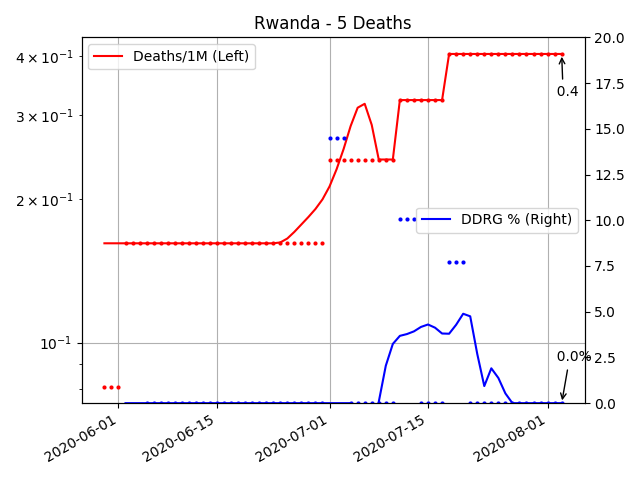 Rwanda - 5 Deaths
Deaths/1M (Left)
DDRG % (Right)
0.4
0.0%
4 × 10⁻¹
3 × 10⁻¹
2 × 10⁻¹
10⁻¹
20.0
17.5
15.0
12.5
10.0
7.5
5.0
2.5
0.0
2020-06-01
2020-06-15
2020-07-01
2020-07-15
2020-08-01